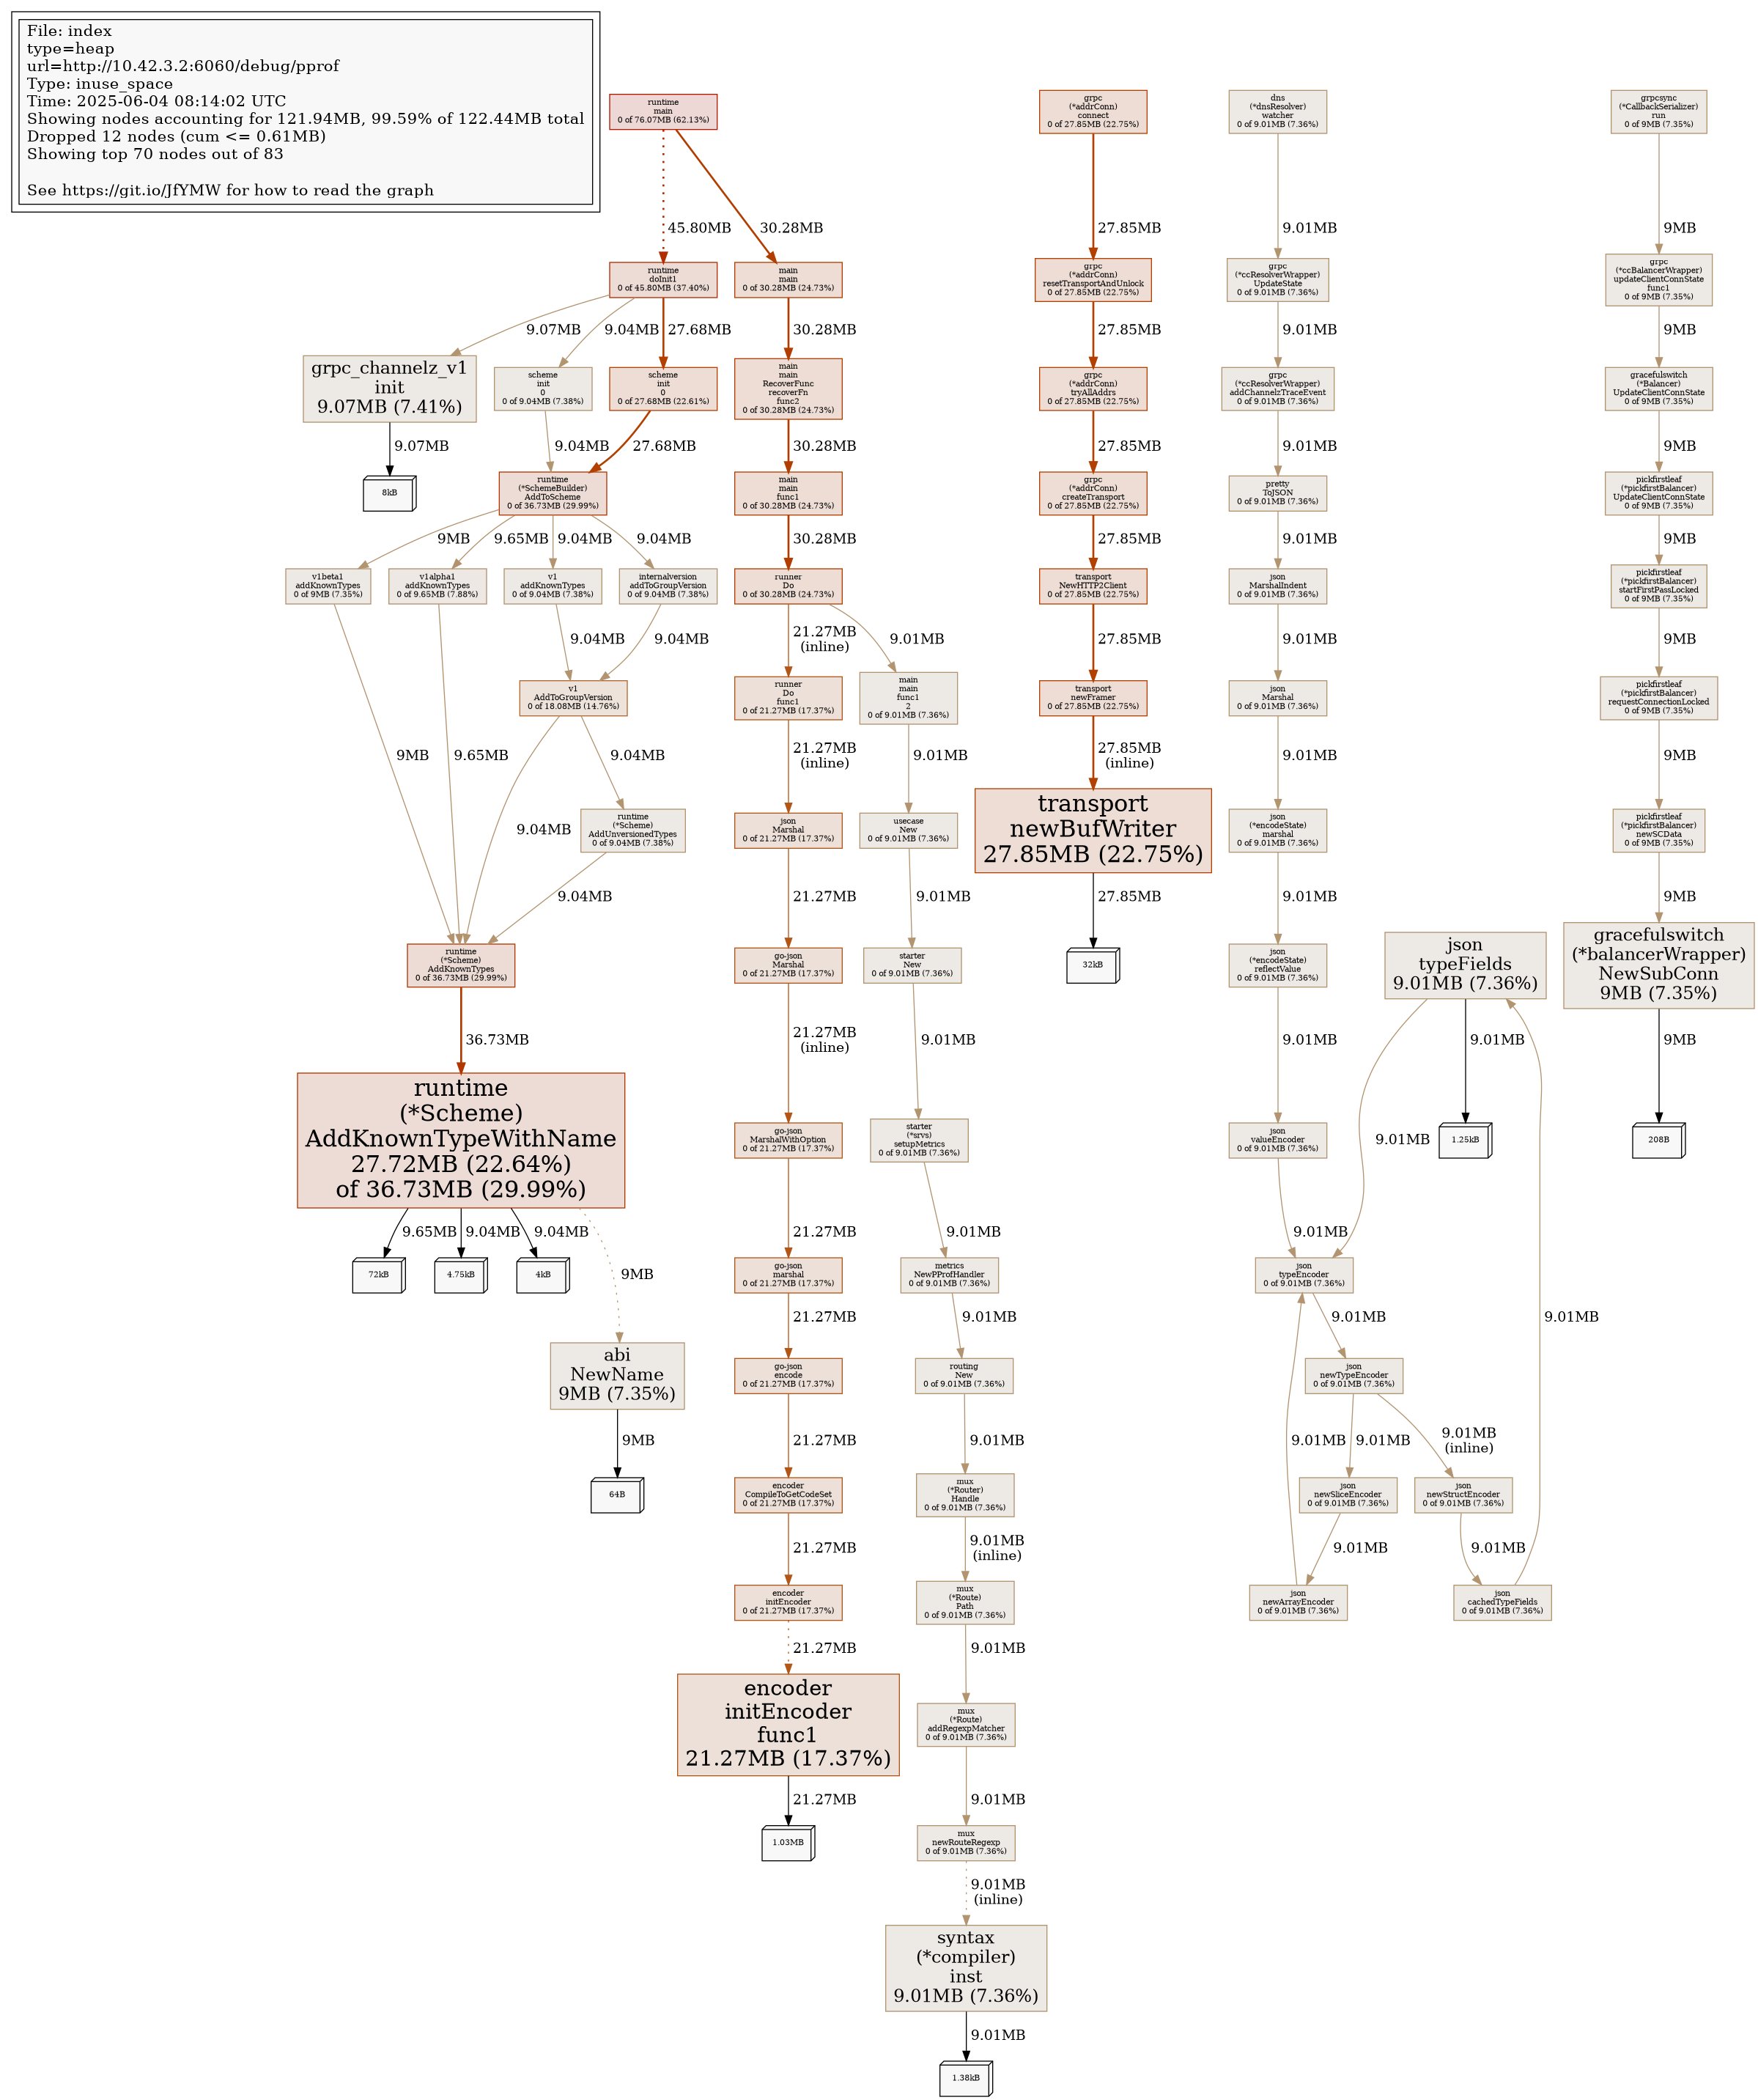 File: index
type=heap
url=http://10.42.3.2:6060/debug/pprof
Type: inuse_space
Time: 2025-06-04 08:14:02 UTC
Showing nodes accounting for 121.94MB, 99.59% of 122.44MB total
Dropped 12 nodes (cum <= 0.61MB)
Showing top 70 nodes out of 83
See https://git.io/JfYMW for how to read the graph
runtime
main
0 of 76.07MB (62.13%)
45.80MB
30.28MB
runtime
doInit1
0 of 45.80MB (37.40%)
9.07MB
9.04MB
27.68MB
grpc_channelz_v1
init
9.07MB (7.41%)
9.07MB
8kB
scheme
init
0
0 of 9.04MB (7.38%)
9.04MB
scheme
init
0
0 of 27.68MB (22.61%)
27.68MB
runtime
(*SchemeBuilder)
AddToScheme
0 of 36.73MB (29.99%)
9MB
9.65MB
9.04MB
9.04MB
v1beta1
addKnownTypes
0 of 9MB (7.35%)
9MB
v1alpha1
addKnownTypes
0 of 9.65MB (7.88%)
9.65MB
v1
addKnownTypes
0 of 9.04MB (7.38%)
9.04MB
internalversion
addToGroupVersion
0 of 9.04MB (7.38%)
9.04MB
v1
AddToGroupVersion
0 of 18.08MB (14.76%)
9.04MB
9.04MB
runtime
(*Scheme)
AddUnversionedTypes
0 of 9.04MB (7.38%)
9.04MB
runtime
(*Scheme)
AddKnownTypes
0 of 36.73MB (29.99%)
36.73MB
runtime
(*Scheme)
AddKnownTypeWithName
27.72MB (22.64%)
of 36.73MB (29.99%)
9.65MB
9.04MB
9.04MB
9MB
72kB
4.75kB
4kB
abi
NewName
9MB (7.35%)
9MB
64B
main
main
0 of 30.28MB (24.73%)
30.28MB
main
main
RecoverFunc
recoverFn
func2
0 of 30.28MB (24.73%)
30.28MB
main
main
func1
0 of 30.28MB (24.73%)
30.28MB
runner
Do
0 of 30.28MB (24.73%)
21.27MB
(inline)
9.01MB
runner
Do
func1
0 of 21.27MB (17.37%)
21.27MB
(inline)
json
Marshal
0 of 21.27MB (17.37%)
21.27MB
go-json
Marshal
0 of 21.27MB (17.37%)
21.27MB
(inline)
go-json
MarshalWithOption
0 of 21.27MB (17.37%)
21.27MB
go-json
marshal
0 of 21.27MB (17.37%)
21.27MB
go-json
encode
0 of 21.27MB (17.37%)
21.27MB
encoder
CompileToGetCodeSet
0 of 21.27MB (17.37%)
21.27MB
encoder
initEncoder
0 of 21.27MB (17.37%)
21.27MB
encoder
initEncoder
func1
21.27MB (17.37%)
21.27MB
1.03MB
main
main
func1
2
0 of 9.01MB (7.36%)
9.01MB
usecase
New
0 of 9.01MB (7.36%)
9.01MB
starter
New
0 of 9.01MB (7.36%)
9.01MB
starter
(*srvs)
setupMetrics
0 of 9.01MB (7.36%)
9.01MB
metrics
NewPProfHandler
0 of 9.01MB (7.36%)
9.01MB
routing
New
0 of 9.01MB (7.36%)
9.01MB
mux
(*Router)
Handle
0 of 9.01MB (7.36%)
9.01MB
(inline)
mux
(*Route)
Path
0 of 9.01MB (7.36%)
9.01MB
mux
(*Route)
addRegexpMatcher
0 of 9.01MB (7.36%)
9.01MB
mux
newRouteRegexp
0 of 9.01MB (7.36%)
9.01MB
(inline)
syntax
(*compiler)
inst
9.01MB (7.36%)
9.01MB
1.38kB
grpc
(*addrConn)
connect
0 of 27.85MB (22.75%)
27.85MB
grpc
(*addrConn)
resetTransportAndUnlock
0 of 27.85MB (22.75%)
27.85MB
grpc
(*addrConn)
tryAllAddrs
0 of 27.85MB (22.75%)
27.85MB
grpc
(*addrConn)
createTransport
0 of 27.85MB (22.75%)
27.85MB
transport
NewHTTP2Client
0 of 27.85MB (22.75%)
27.85MB
transport
newFramer
0 of 27.85MB (22.75%)
27.85MB
(inline)
transport
newBufWriter
27.85MB (22.75%)
27.85MB
32kB
dns
(*dnsResolver)
watcher
0 of 9.01MB (7.36%)
9.01MB
grpc
(*ccResolverWrapper)
UpdateState
0 of 9.01MB (7.36%)
9.01MB
grpc
(*ccResolverWrapper)
addChannelzTraceEvent
0 of 9.01MB (7.36%)
9.01MB
pretty
ToJSON
0 of 9.01MB (7.36%)
9.01MB
json
MarshalIndent
0 of 9.01MB (7.36%)
9.01MB
json
Marshal
0 of 9.01MB (7.36%)
9.01MB
json
(*encodeState)
marshal
0 of 9.01MB (7.36%)
9.01MB
json
(*encodeState)
reflectValue
0 of 9.01MB (7.36%)
9.01MB
json
valueEncoder
0 of 9.01MB (7.36%)
9.01MB
json
typeFields
9.01MB (7.36%)
9.01MB
9.01MB
1.25kB
json
typeEncoder
0 of 9.01MB (7.36%)
9.01MB
json
newTypeEncoder
0 of 9.01MB (7.36%)
9.01MB
9.01MB
(inline)
json
newSliceEncoder
0 of 9.01MB (7.36%)
9.01MB
json
newStructEncoder
0 of 9.01MB (7.36%)
9.01MB
json
newArrayEncoder
0 of 9.01MB (7.36%)
9.01MB
json
cachedTypeFields
0 of 9.01MB (7.36%)
9.01MB
grpcsync
(*CallbackSerializer)
run
0 of 9MB (7.35%)
9MB
grpc
(*ccBalancerWrapper)
updateClientConnState
func1
0 of 9MB (7.35%)
9MB
gracefulswitch
(*Balancer)
UpdateClientConnState
0 of 9MB (7.35%)
9MB
pickfirstleaf
(*pickfirstBalancer)
UpdateClientConnState
0 of 9MB (7.35%)
9MB
pickfirstleaf
(*pickfirstBalancer)
startFirstPassLocked
0 of 9MB (7.35%)
9MB
pickfirstleaf
(*pickfirstBalancer)
requestConnectionLocked
0 of 9MB (7.35%)
9MB
pickfirstleaf
(*pickfirstBalancer)
newSCData
0 of 9MB (7.35%)
9MB
gracefulswitch
(*balancerWrapper)
NewSubConn
9MB (7.35%)
9MB
208B